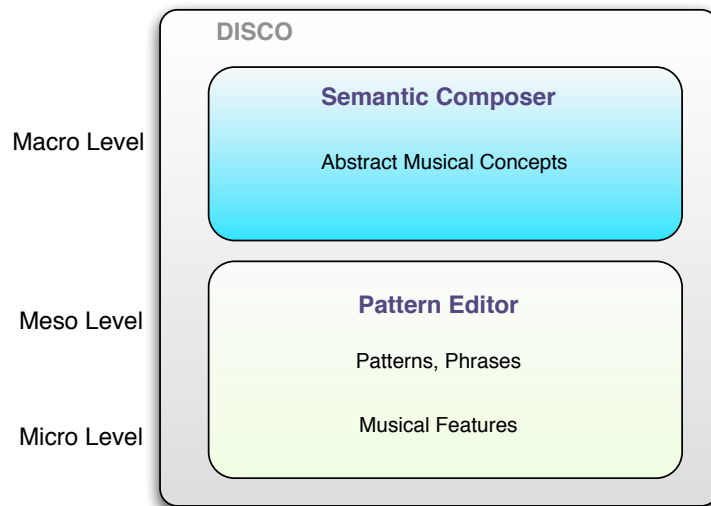 DISCO
Semantic Composer
Macro Level
Abstract Musical Concepts
Pattern Editor
Meso Level
Patterns, Phrases
Musical Features
Micro Level